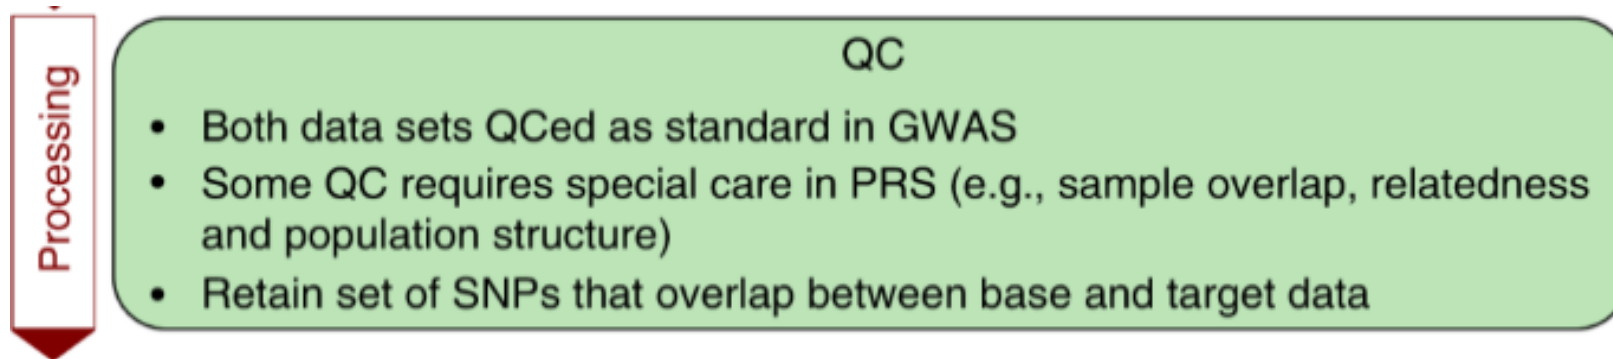 Processing
QC
• Both data sets QCed as standard in GWAS
• Some QC requires special care in PRS (e.g., sample overlap, relatedness
and population structure)
• Retain set of SNPs that overlap between base and target data